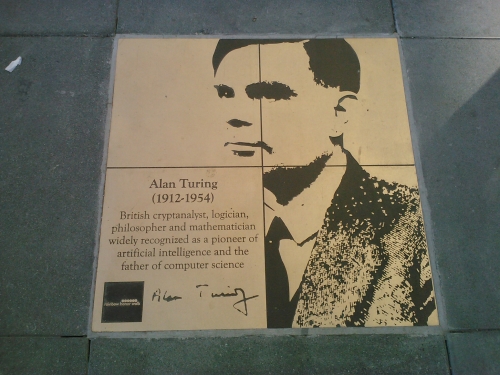 Alan Turing
(1912-1954)
British cryptanalyst, logician,
philosopher and mathematician
widely recognized as a pioneer of
artificial intelligence and the
father of computer science
Alan Turing